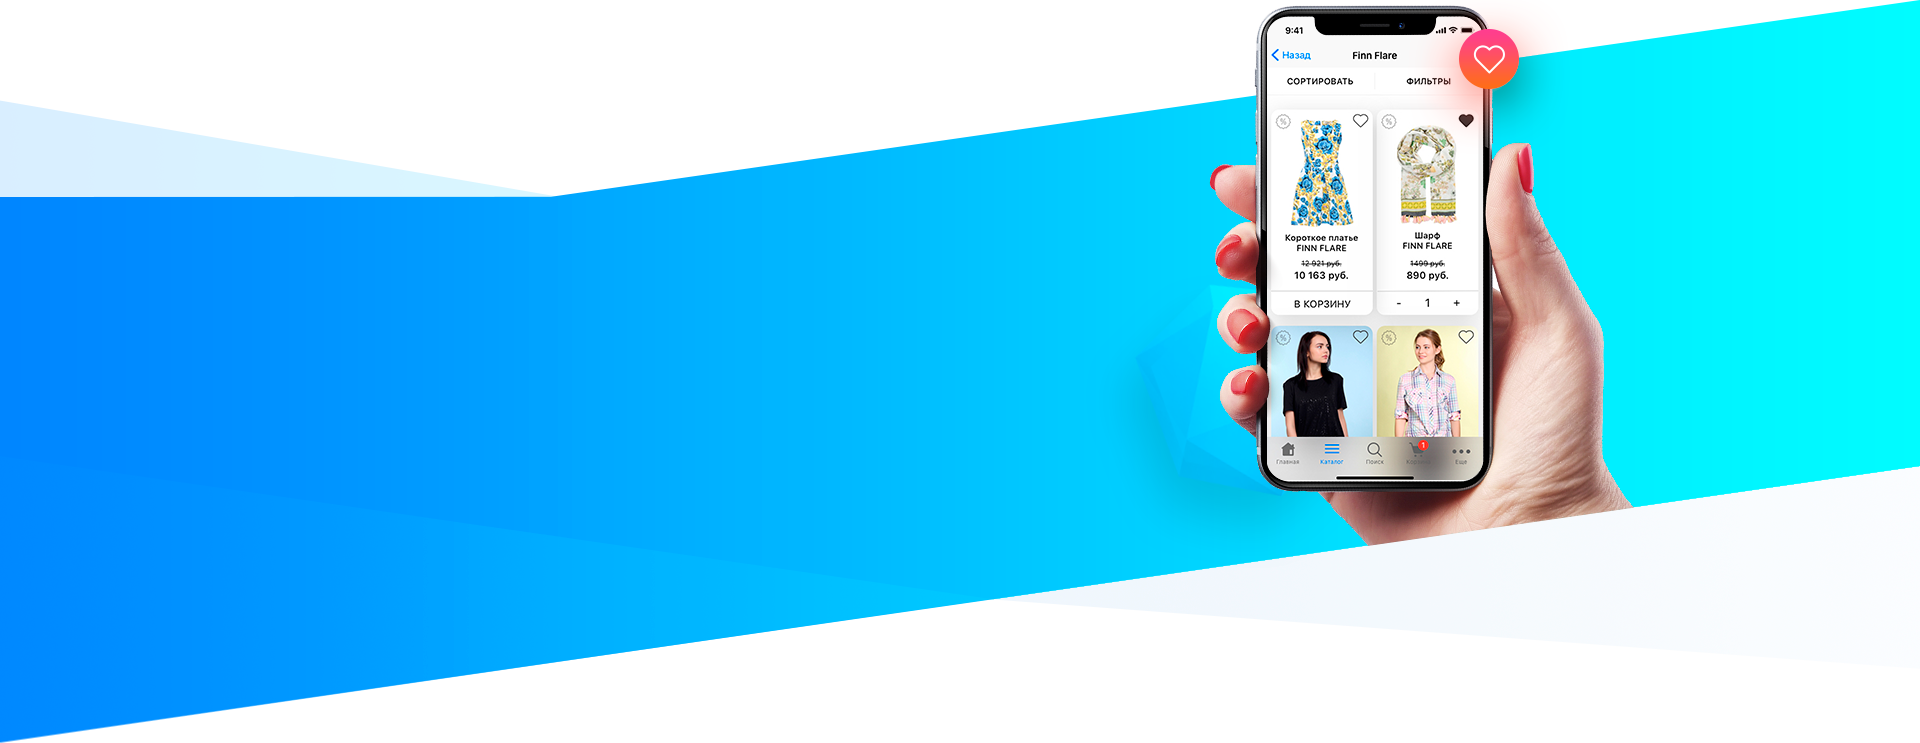 9:41
Назад
Finn Flare
СОРТИРОВАТЬ
ФИЛЬТРЫ
Короткое платье
FINN FLARE
12 921 руб.
10 163 руб.
В КОРЗИНУ
Шарф
FINN FLARE
1499 руб.
890 руб.
- 1 +
Главная
Каталог
Поиск
1
Еще